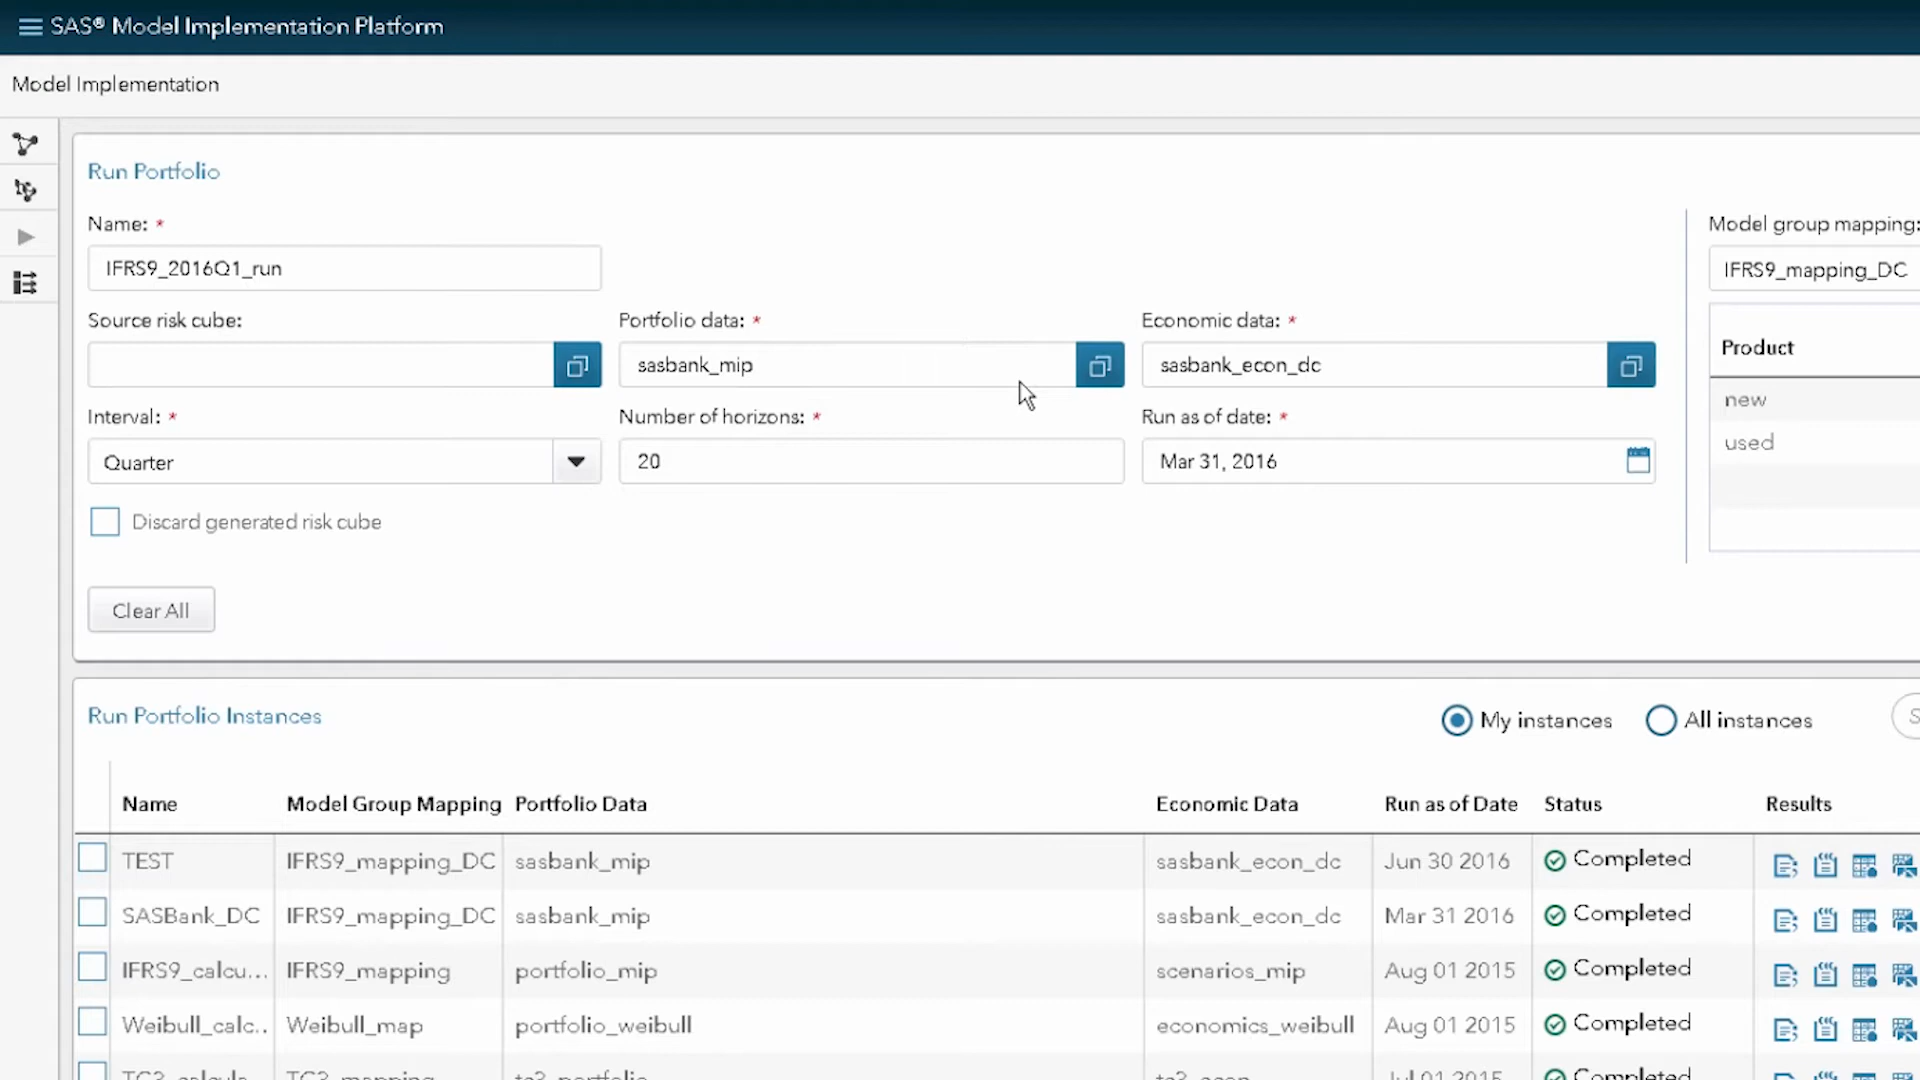 SAS® Model Implementation Platform
Model Implementation
Run Portfolio
Name: *
IFRS9_2016Q1_run
Source risk cube:
Portfolio data: *
sasbank_mip
Economic data: *
sasbank_econ_dc
Interval: *
Quarter
Number of horizons: *
20
Run as of date: *
Mar 31, 2016
Discard generated risk cube
Clear All
Model group mapping:
IFRS9_mapping_DC
Product
new
used
Run Portfolio Instances
My instances All instances
Name Model Group Mapping Portfolio Data Economic Data Run as of Date Status Results
TEST IFRS9_mapping_DC sasbank_mip sasbank_econ_dc Jun 30 2016 Completed
SASBank_DC IFRS9_mapping_DC sasbank_mip sasbank_econ_dc Mar 31 2016 Completed
IFRS9_calcu... IFRS9_mapping portfolio_mip scenarios_mip Aug 01 2015 Completed
Weibull_calc.. Weibull_map portfolio_weibull economics_weibull Aug 01 2015 Completed